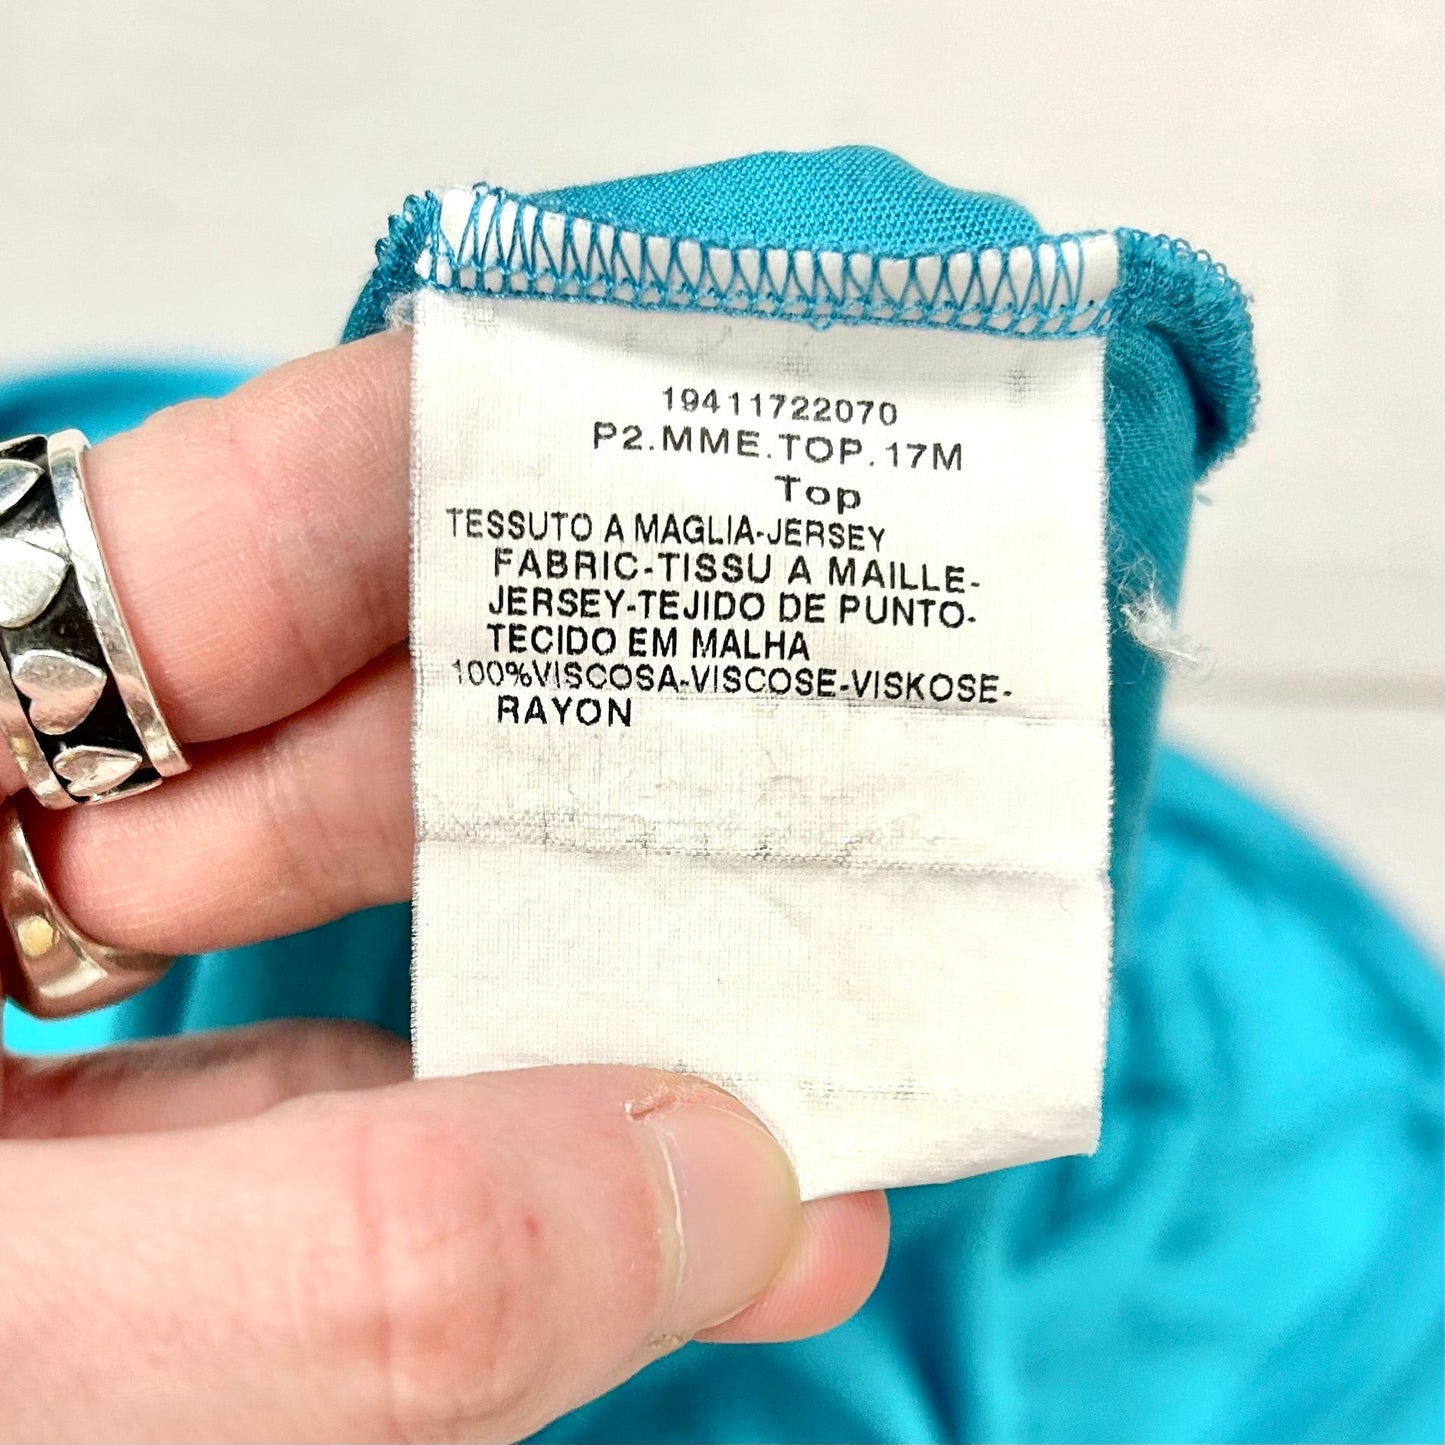 19411722070
P2.MME.TOP.17M
Top
TESSUTO A MAGLIA-JERSEY
FABRIC-TISSU A MAILLE-
JERSEY-TEJIDO DE PUNTO-
TECIDO EM MALHA
100%VISCOSA-VISCOSE-VISKOSE-
RAYON